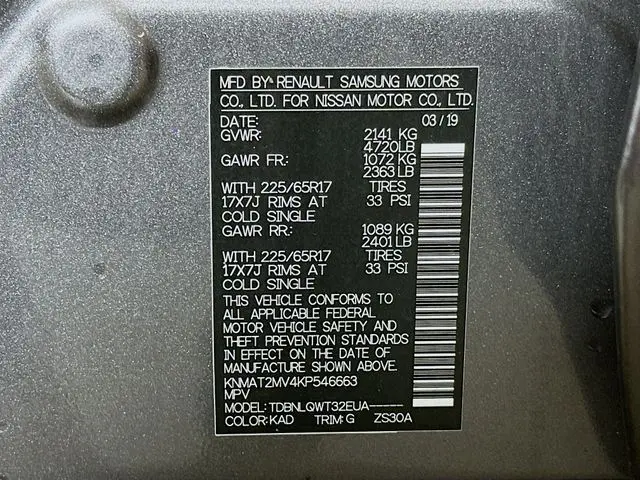 MFD BY RENAULT SAMSUNG MOTORS
CO., LTD. FOR NISSAN MOTOR CO., LTD.
DATE: 03/19
GVWR: 2141 KG
4720LB
GAWR FR: 1072 KG
2363 LB
WITH 225/65R17 TIRES
17X7J RIMS AT 33 PSI
COLD SINGLE
GAWR RR: 1089 KG
2401 LB
WITH 225/65R17 TIRES
17X7J RIMS AT 33 PSI
COLD SINGLE
THIS VEHICLE CONFORMS TO
ALL APPLICABLE FEDERAL
MOTOR VEHICLE SAFETY AND
THEFT PREVENTION STANDARDS
IN EFFECT ON THE DATE OF
MANUFACTURE SHOWN ABOVE.
KNMAT2MV4KP546663
MPV
MODEL: TDBNLQWT32EUA------
COLOR: KAD TRIM: G ZS30A